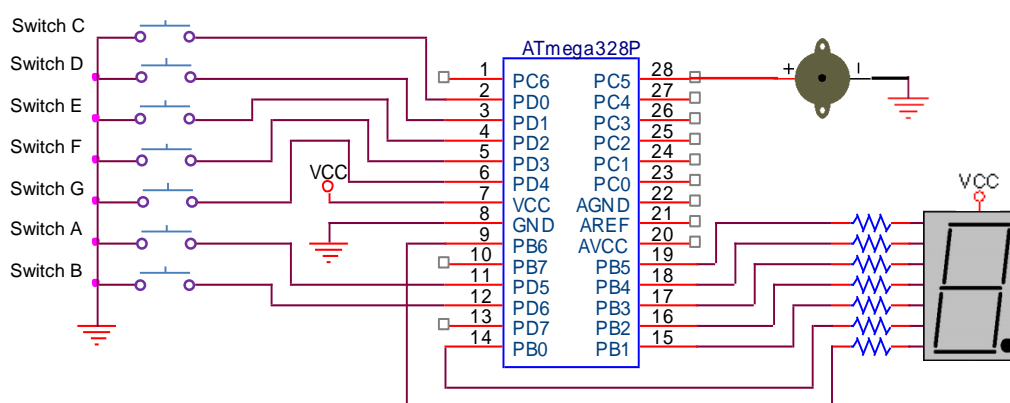 Switch C
Switch D
Switch E
Switch F
Switch G
Switch A
Switch B
VCC
ATmega328P
1 PC6 PC5 28
2 PD0 PC4 27
3 PD1 PC3 26
4 PD2 PC2 25
5 PD3 PC1 24
6 PD4 PC0 23
7 VCC AGND 22
8 GND AREF 21
9 PB6 AVCC 20
10 PB7 PB5 19
11 PD5 PB4 18
12 PD6 PB3 17
13 PD7 PB2 16
14 PB0 PB1 15
+ -
VCC